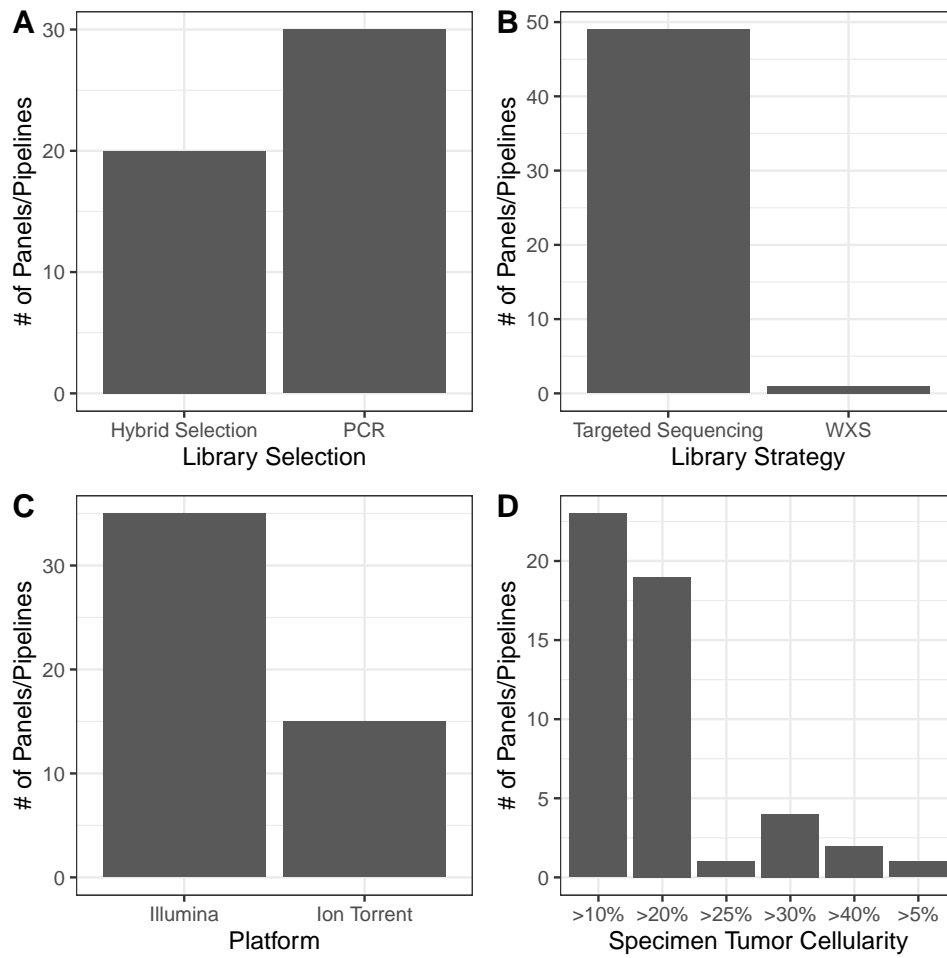 A
# of Panels/Pipelines
30
20
10
0
Hybrid Selection
PCR
Library Selection
B
# of Panels/Pipelines
50
40
30
20
10
0
Targeted Sequencing
WXS
Library Strategy
C
# of Panels/Pipelines
30
20
10
0
Illumina
Ion Torrent
Platform
D
# of Panels/Pipelines
20
15
10
5
0
>10%
>20%
>25%
>30%
>40%
>5%
Specimen Tumor Cellularity